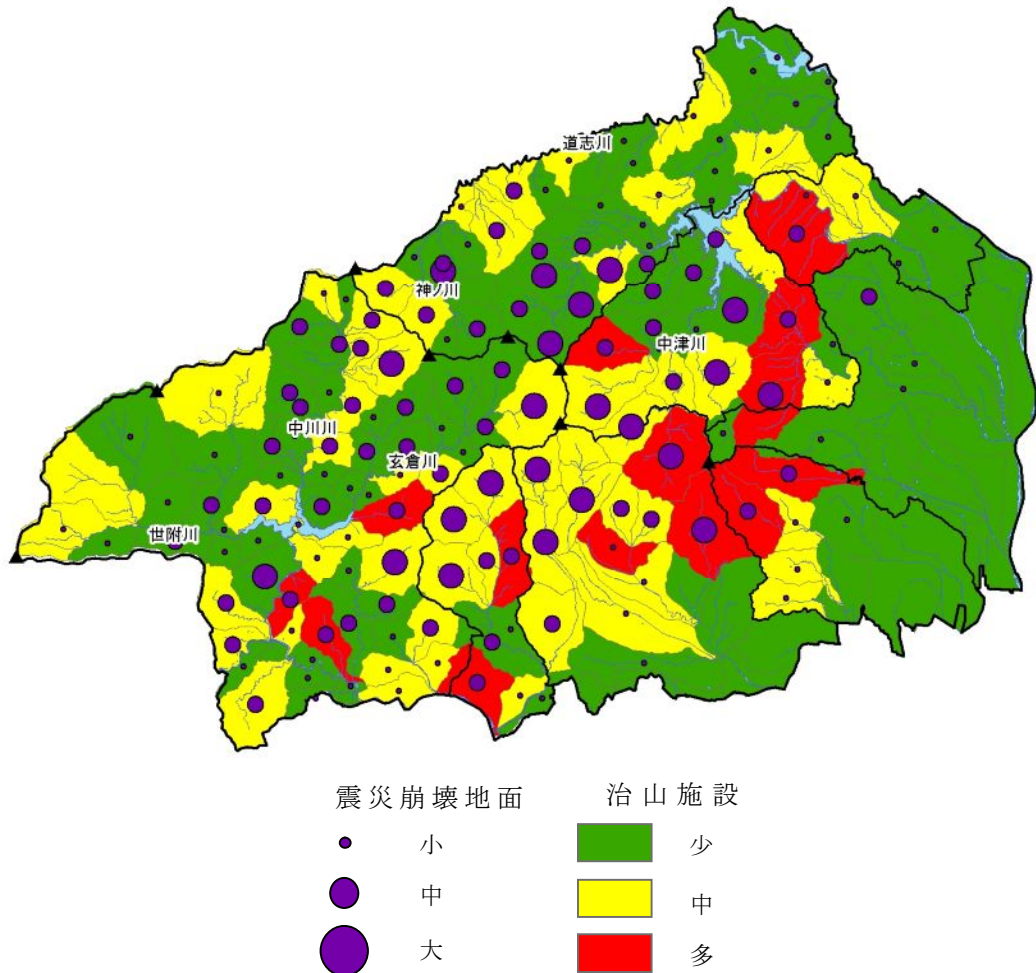 道志川
神ノ川
中津川
中川川
玄倉川
世附川
震災崩壊地面 治山施設
小 少
中 中
大 多